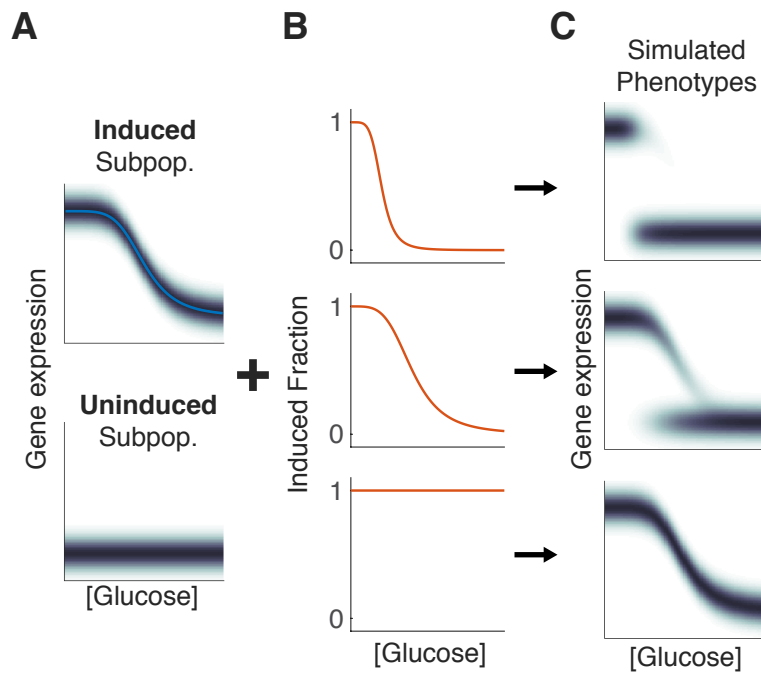 A
Induced
Subpop.
Gene expression
Uninduced
Subpop.
[Glucose]
+
B
Induced Fraction
1
0
1
0
1
0
[Glucose]
C
Simulated
Phenotypes
Gene expression
[Glucose]